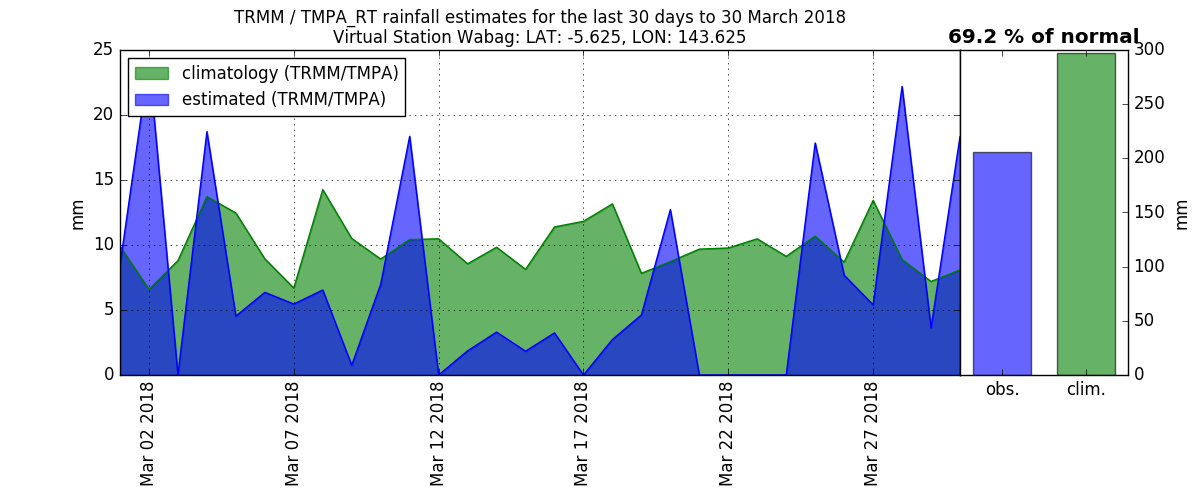 TRMM / TMPA_RT rainfall estimates for the last 30 days to 30 March 2018
Virtual Station Wabag: LAT: -5.625, LON: 143.625
69.2 % of normal
climatology (TRMM/TMPA)
estimated (TRMM/TMPA)
25
20
15
10
5
0
mm
Mar 02 2018
Mar 07 2018
Mar 12 2018
Mar 17 2018
Mar 22 2018
Mar 27 2018
obs.
clim.
300
250
200
150
100
50
0
mm